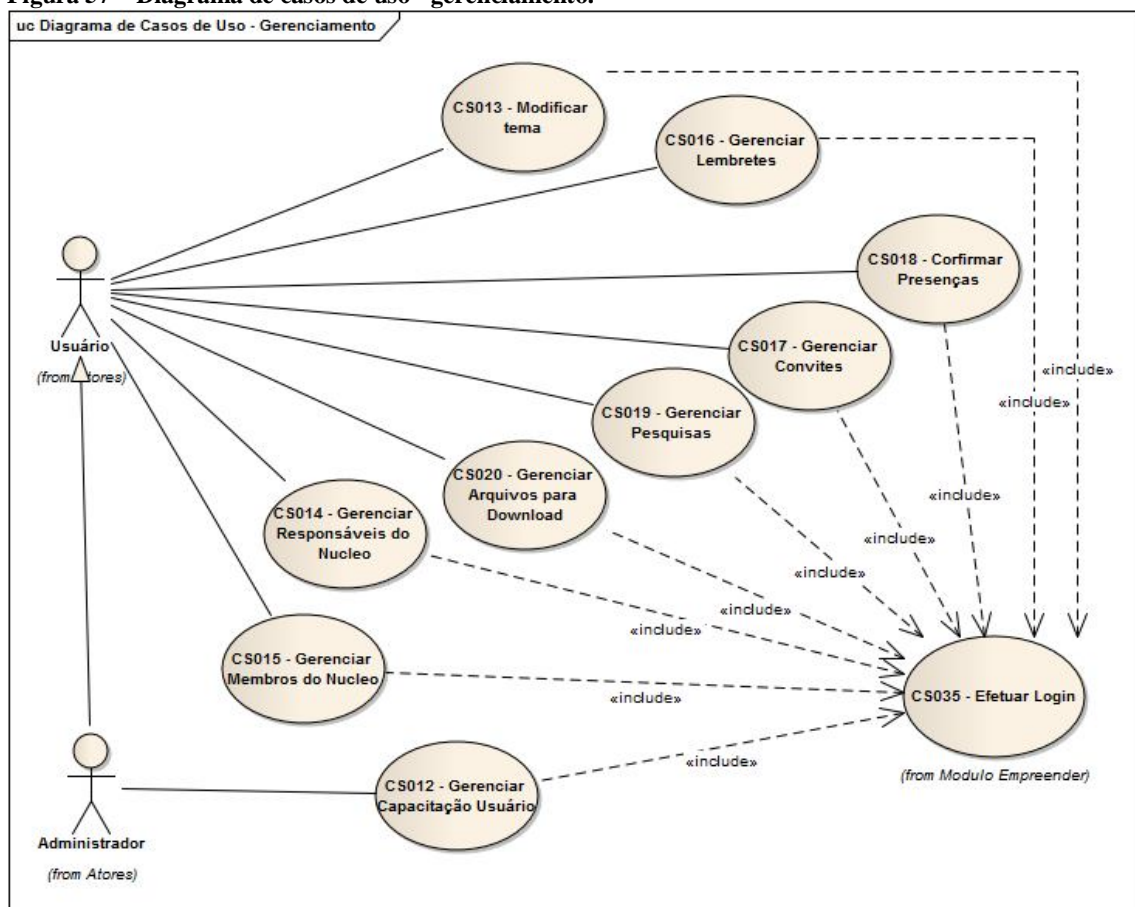 Figura 37 – Diagrama de casos de uso - gerenciamento.
uc Diagrama de Casos de Uso - Gerenciamento
CS013 - Modificar
tema
CS016 - Gerenciar
Lembretes
CS018 - Corfirmar
Presenças
Usuário
(from Atores)
CS017 - Gerenciar
Convites
«include»
«include»
CS019 - Gerenciar
Pesquisas
CS020 - Gerenciar
Arquivos para
Download
«include»
CS014 - Gerenciar
Responsáveis do
Nucleo
«include»
«include»
«include»
«include»
CS015 - Gerenciar
Membros do Nucleo
«include»
CS035 - Efetuar Login
(from Modulo Empreender)
«include»
CS012 - Gerenciar
Capacitação Usuário
Administrador
(from Atores)